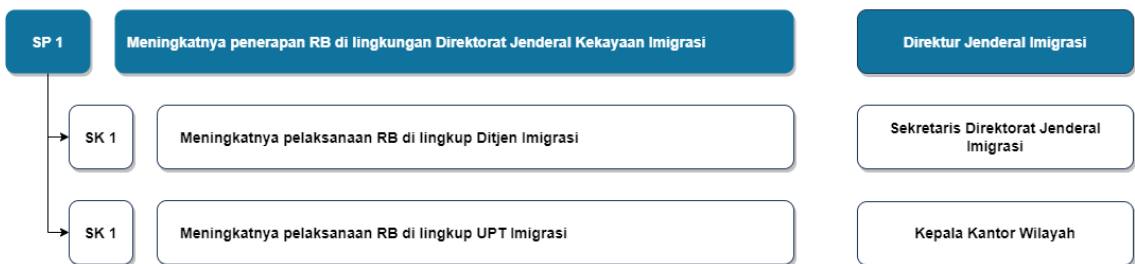 SP 1
Meningkatnya penerapan RB di lingkungan Direktorat Jenderal Kekayaan Imigrasi
Direktur Jenderal Imigrasi
SK 1
Meningkatnya pelaksanaan RB di lingkup Ditjen Imigrasi
Sekretaris Direktorat Jenderal
Imigrasi
SK 1
Meningkatnya pelaksanaan RB di lingkup UPT Imigrasi
Kepala Kantor Wilayah